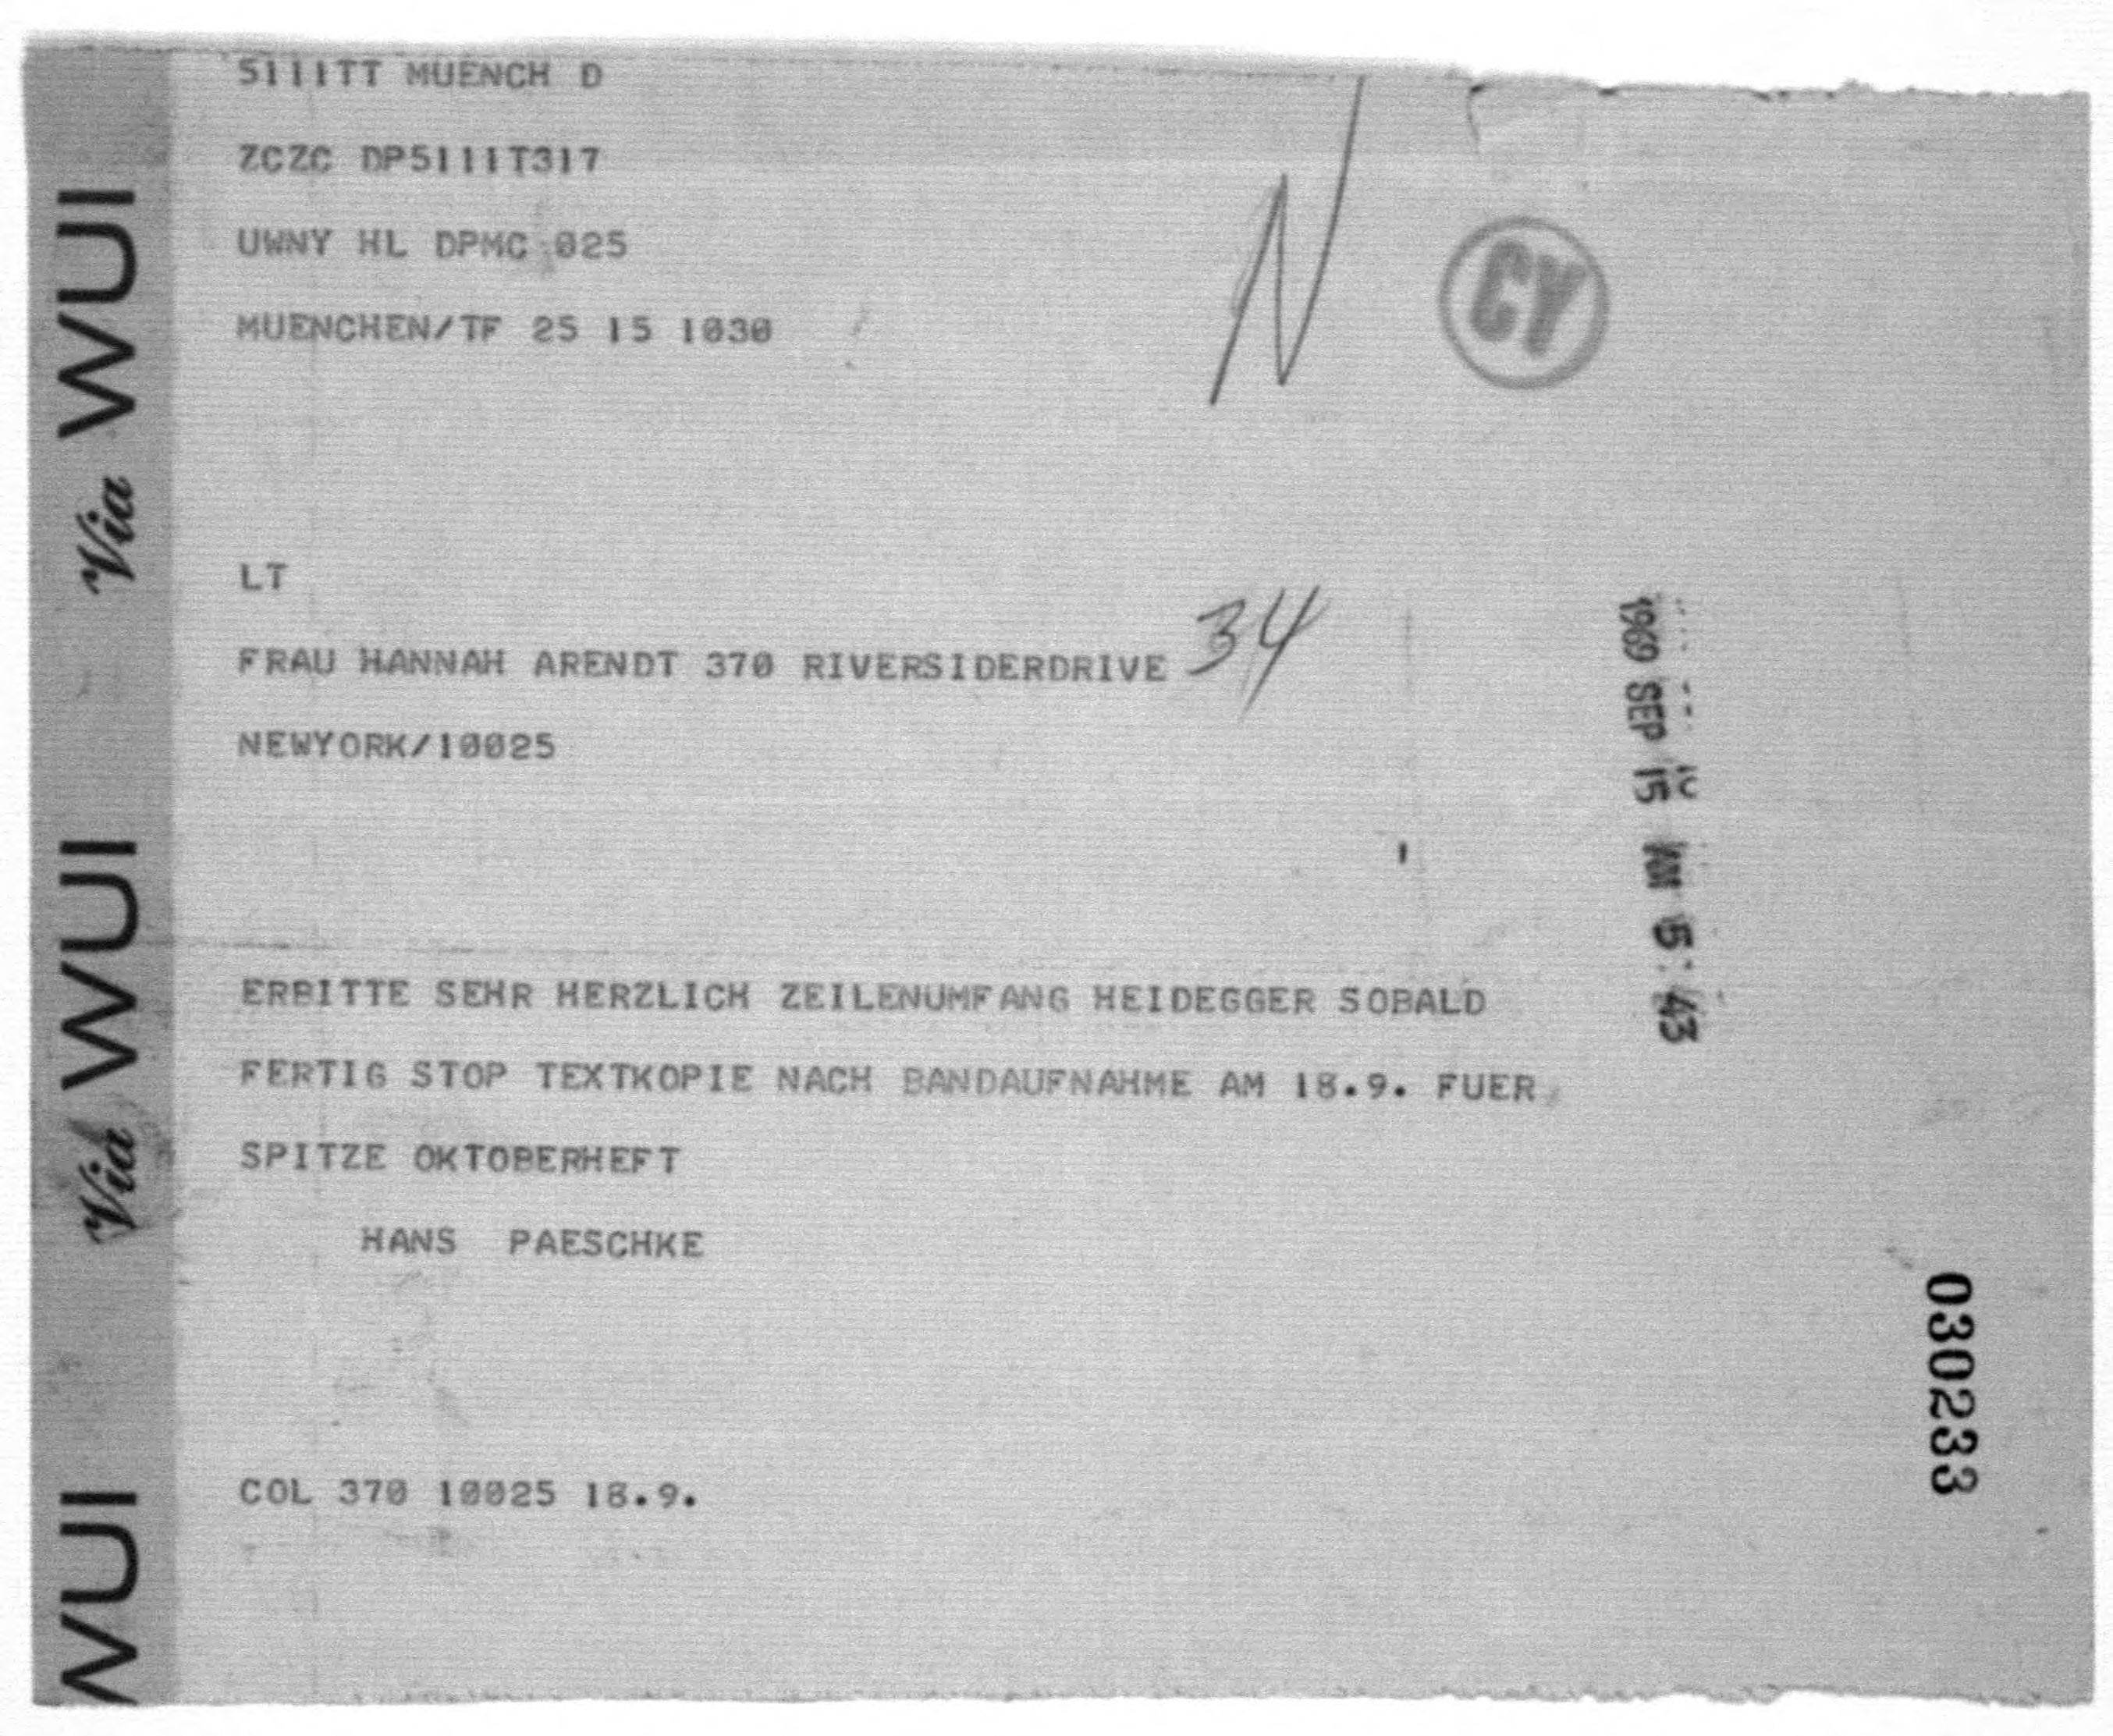 5111TT MUENCH D
ZCZC DP5111T317
UWNY HL DPMC 025
MUENCHEN/TF 25 15 1030
N
CY
LT
FRAU HANNAH ARENDT 370 RIVERSIDERDRIVE 34
NEWYORK/10025
ERBITTE SEHR HERZLICH ZEILENUMFANG HEIDEGGER SOBALD
FERTIG STOP TEXTKOPIE NACH BANDAUFNAHME AM 18.9. FUER
SPITZE OKTOBERHEFT
HANS PAESCHKE
COL 370 10025 18.9.
1969 SEP 15 AM 5:43
030233
Via WUI
Via WUI
WUI